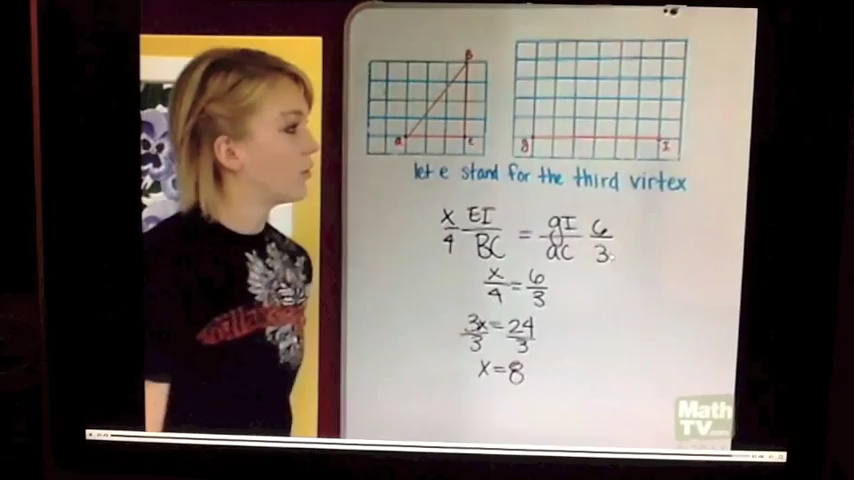 B
a
c
g
I
let e stand for the third virtex
x/4 EI/BC = gI/ac 6/3
x/4 = 6/3
3x/3 = 24/3
x = 8
Math
TV.com